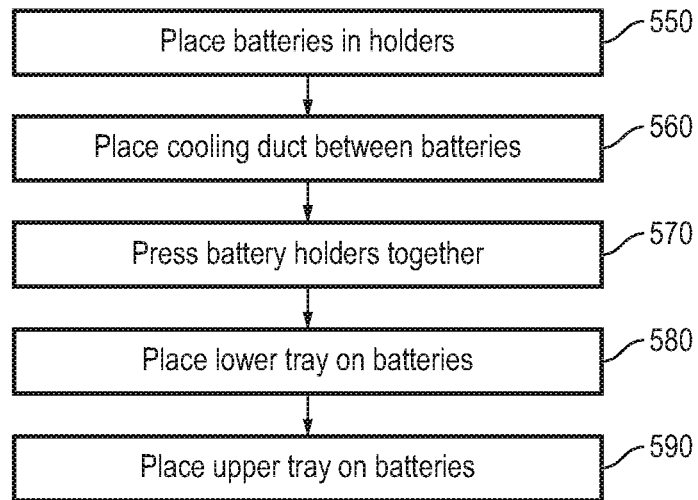 550
Place batteries in holders
560
Place cooling duct between batteries
570
Press battery holders together
580
Place lower tray on batteries
590
Place upper tray on batteries